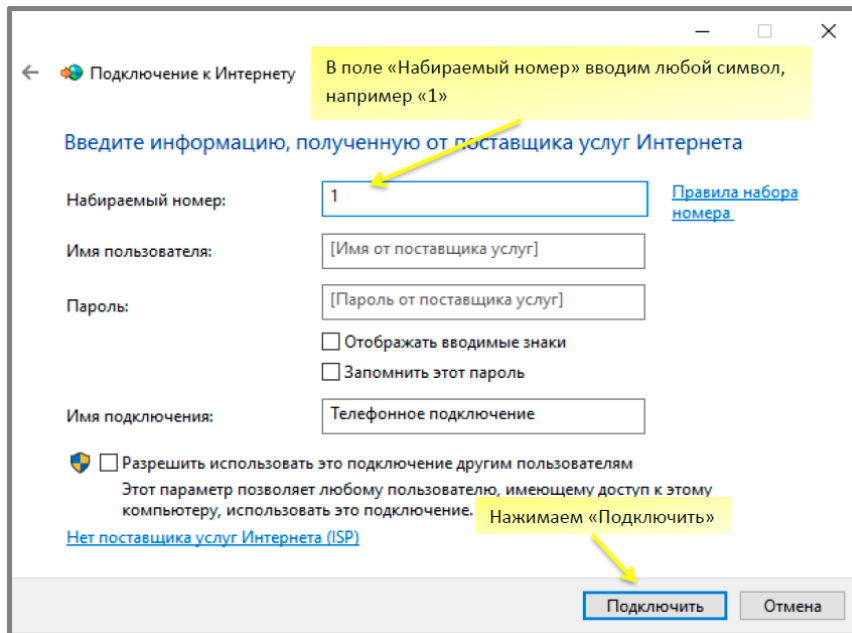 Подключение к Интернету
В поле «Набираемый номер» вводим любой символ,
например «1»
Введите информацию, полученную от поставщика услуг Интернета
Набираемый номер:
1
Правила набора
номера
Имя пользователя:
[Имя от поставщика услуг]
Пароль:
[Пароль от поставщика услуг]
Отображать вводимые знаки
Запомнить этот пароль
Имя подключения:
Телефонное подключение
Разрешить использовать это подключение другим пользователям
Этот параметр позволяет любому пользователю, имеющему доступ к этому
компьютеру, использовать это подключение.
Нажимаем «Подключить»
Нет поставщика услуг Интернета (ISP)
Подключить
Отмена